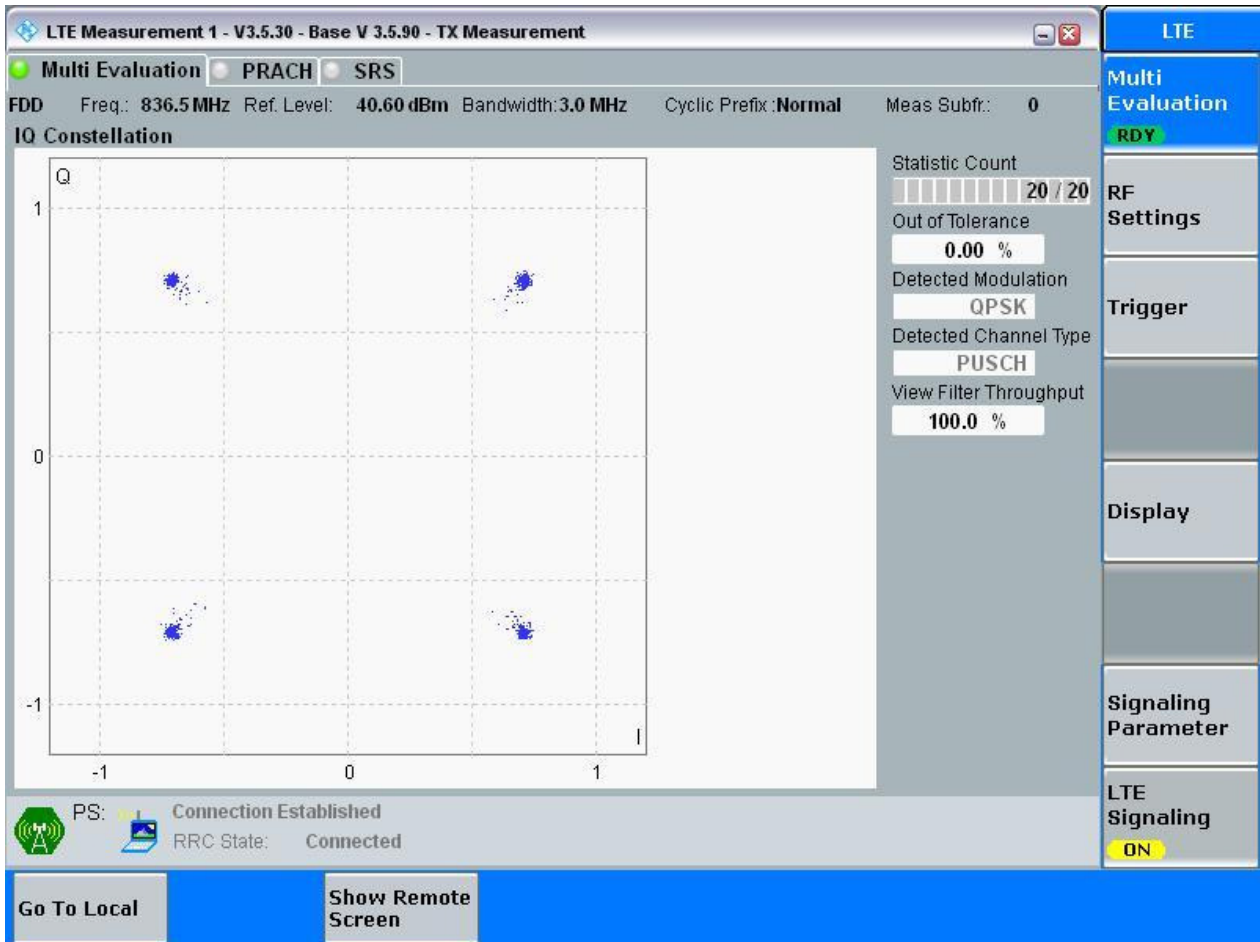 LTE Measurement 1 - V3.5.30 - Base V 3.5.90 - TX Measurement
Multi Evaluation PRACH SRS
FDD Freq.: 836.5 MHz Ref. Level: 40.60 dBm Bandwidth: 3.0 MHz Cyclic Prefix :Normal Meas Subfr.: 0
IQ Constellation
Q
1
0
-1
I
-1 0 1
Statistic Count
20 / 20
Out of Tolerance
0.00 %
Detected Modulation
QPSK
Detected Channel Type
PUSCH
View Filter Throughput
100.0 %
PS: Connection Established
RRC State: Connected
LTE
Multi
Evaluation
RDY
RF
Settings
Trigger
Display
Signaling
Parameter
LTE
Signaling
ON
Go To Local
Show Remote
Screen